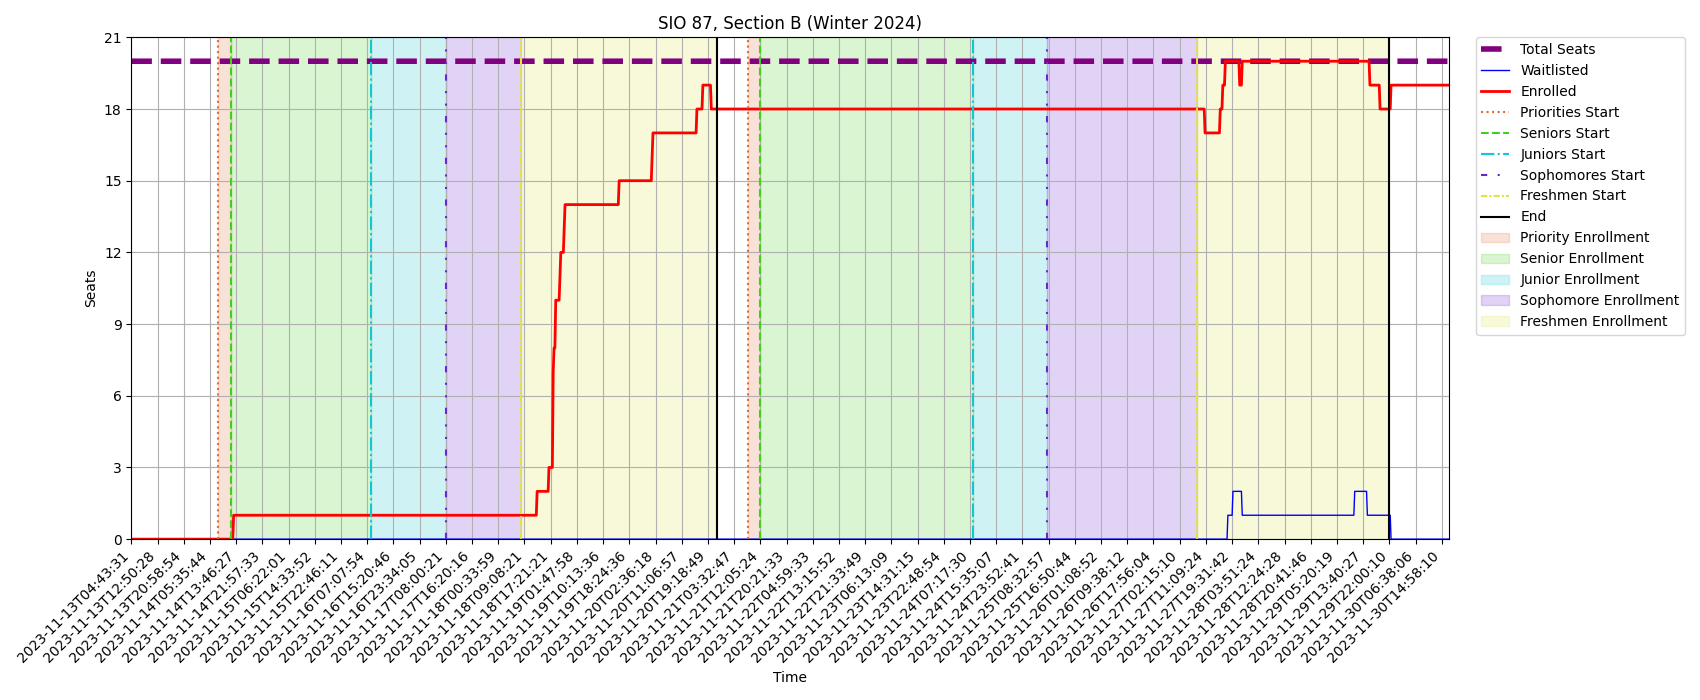 SIO 87, Section B (Winter 2024)
Seats
21
18
15
12
9
6
3
0
2023-11-13T04:43:31
2023-11-13T12:50:28
2023-11-13T20:58:54
2023-11-14T05:35:44
2023-11-14T13:46:27
2023-11-14T21:57:33
2023-11-15T06:22:01
2023-11-15T14:33:52
2023-11-15T22:46:11
2023-11-16T07:07:54
2023-11-16T15:20:46
2023-11-16T23:34:05
2023-11-17T08:00:21
2023-11-17T16:20:16
2023-11-18T00:33:59
2023-11-18T09:08:21
2023-11-18T17:21:21
2023-11-19T01:47:58
2023-11-19T10:13:36
2023-11-19T18:24:36
2023-11-20T02:36:18
2023-11-20T11:06:57
2023-11-20T19:18:49
2023-11-21T03:32:47
2023-11-21T12:05:24
2023-11-21T20:21:33
2023-11-22T04:59:33
2023-11-22T13:15:52
2023-11-22T21:33:49
2023-11-23T06:13:09
2023-11-23T14:31:15
2023-11-23T22:48:54
2023-11-24T07:17:30
2023-11-24T15:35:07
2023-11-24T23:52:41
2023-11-25T08:32:57
2023-11-25T16:50:44
2023-11-26T01:08:52
2023-11-26T09:38:12
2023-11-26T17:56:04
2023-11-27T02:15:10
2023-11-27T11:09:24
2023-11-27T19:31:42
2023-11-28T03:51:24
2023-11-28T12:24:28
2023-11-28T20:41:46
2023-11-29T05:20:19
2023-11-29T13:40:27
2023-11-29T22:00:10
2023-11-30T06:38:06
2023-11-30T14:58:10
Time
Total Seats
Waitlisted
Enrolled
Priorities Start
Seniors Start
Juniors Start
Sophomores Start
Freshmen Start
End
Priority Enrollment
Senior Enrollment
Junior Enrollment
Sophomore Enrollment
Freshmen Enrollment